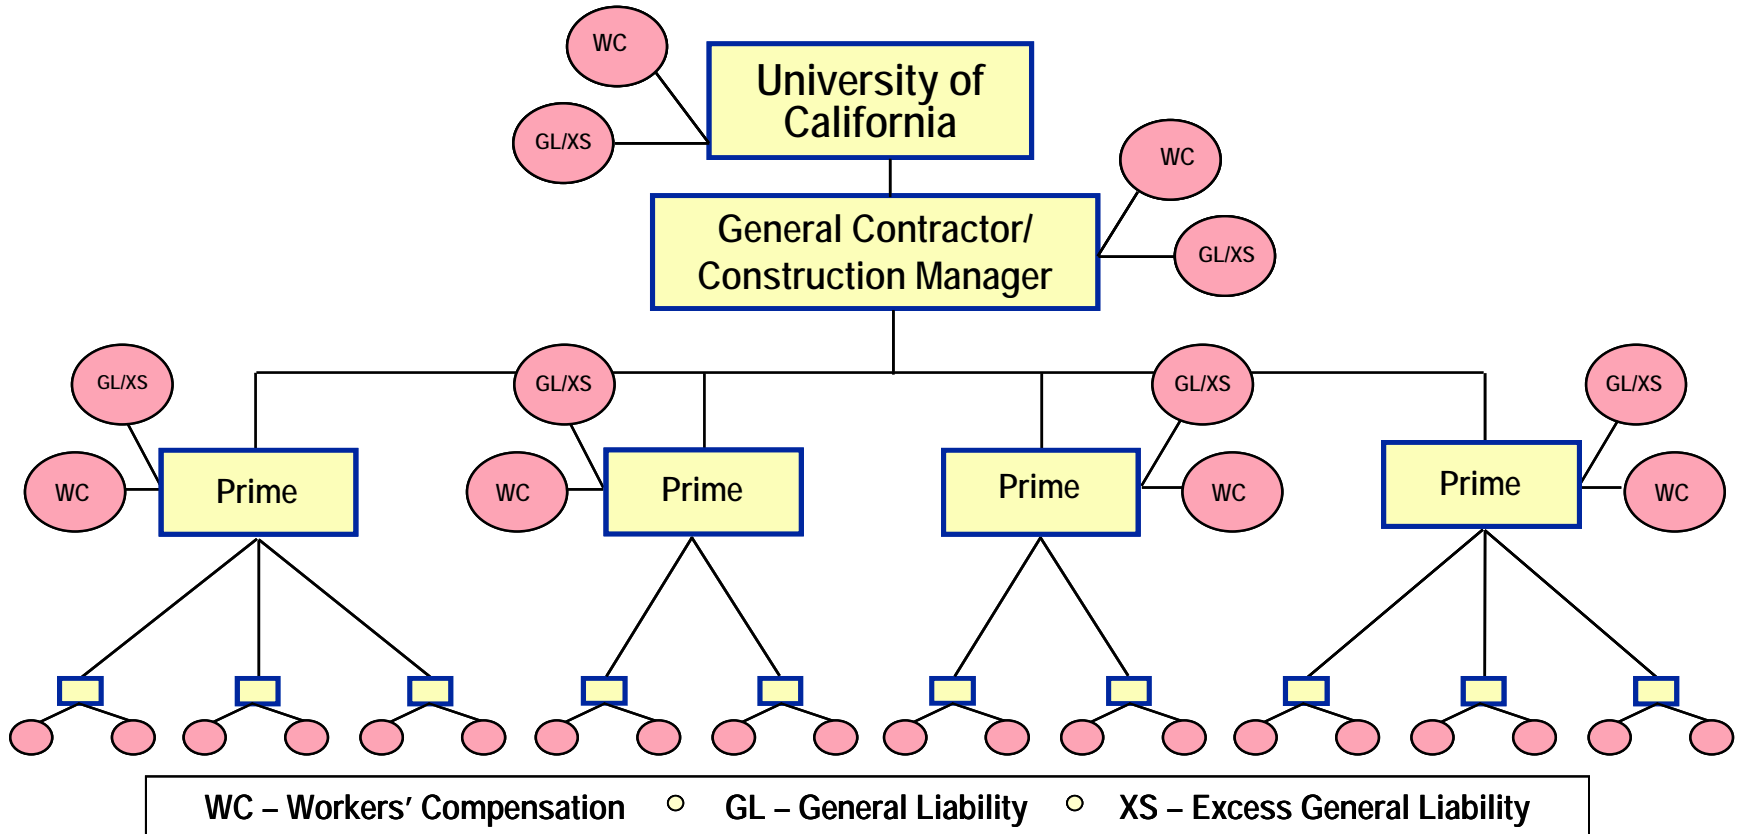 WC
University of
California
GL/XS
WC
General Contractor/
Construction Manager
GL/XS
GL/XS
GL/XS
GL/XS
GL/XS
WC
Prime
WC
Prime
Prime
WC
Prime
WC
WC – Workers’ Compensation GL – General Liability XS – Excess General Liability